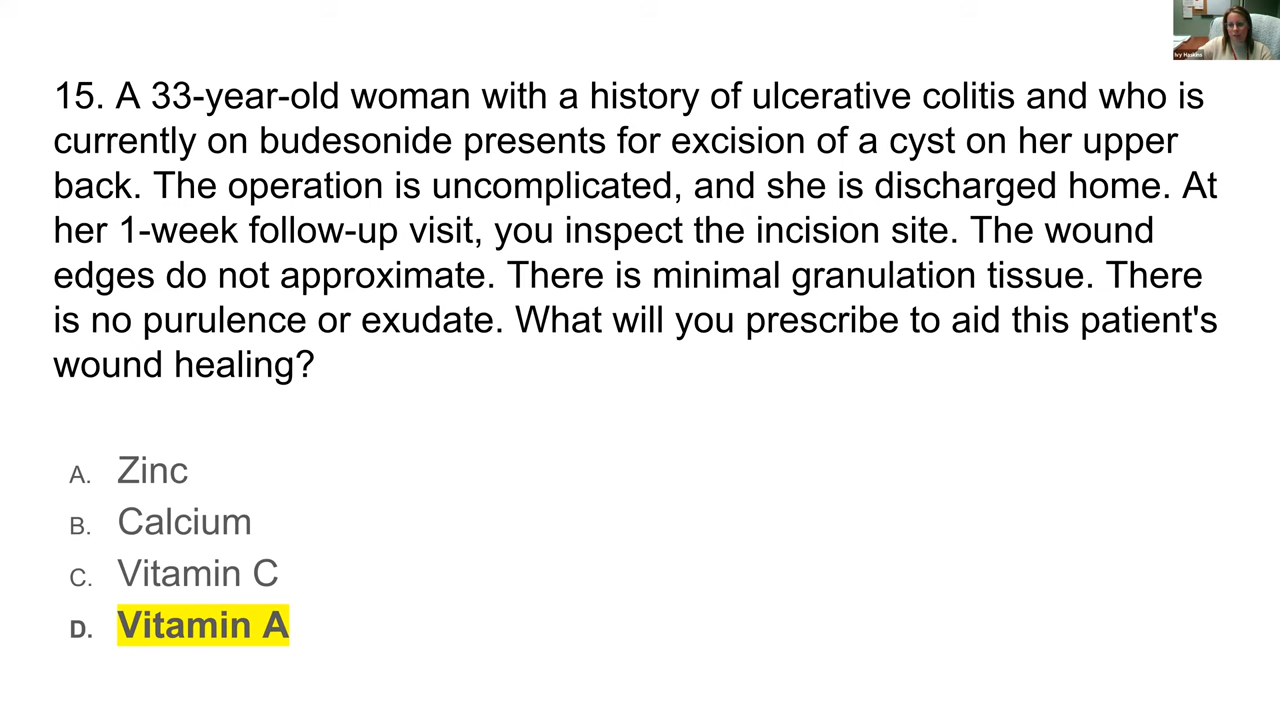 Ivy Haskins
15. A 33-year-old woman with a history of ulcerative colitis and who is
currently on budesonide presents for excision of a cyst on her upper
back. The operation is uncomplicated, and she is discharged home. At
her 1-week follow-up visit, you inspect the incision site. The wound
edges do not approximate. There is minimal granulation tissue. There
is no purulence or exudate. What will you prescribe to aid this patient's
wound healing?
A. Zinc
B. Calcium
C. Vitamin C
D. Vitamin A